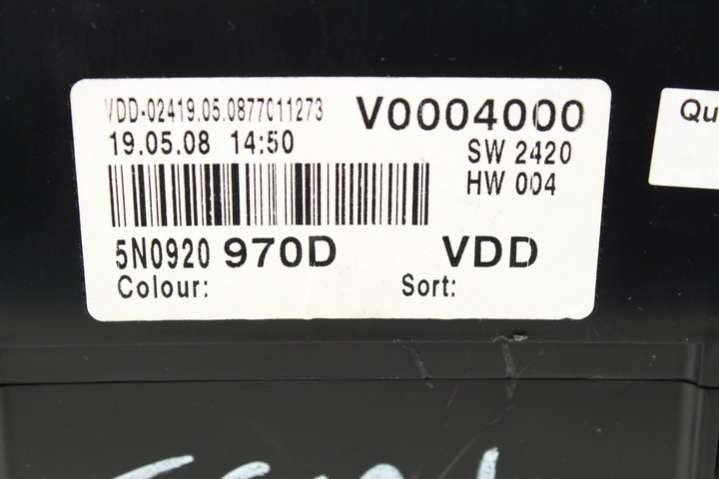 VDD-02419.05.0877011273 V0004000
19.05.08 14:50 SW 2420
HW 004
5N0920 970D VDD
Colour: Sort:
Qu